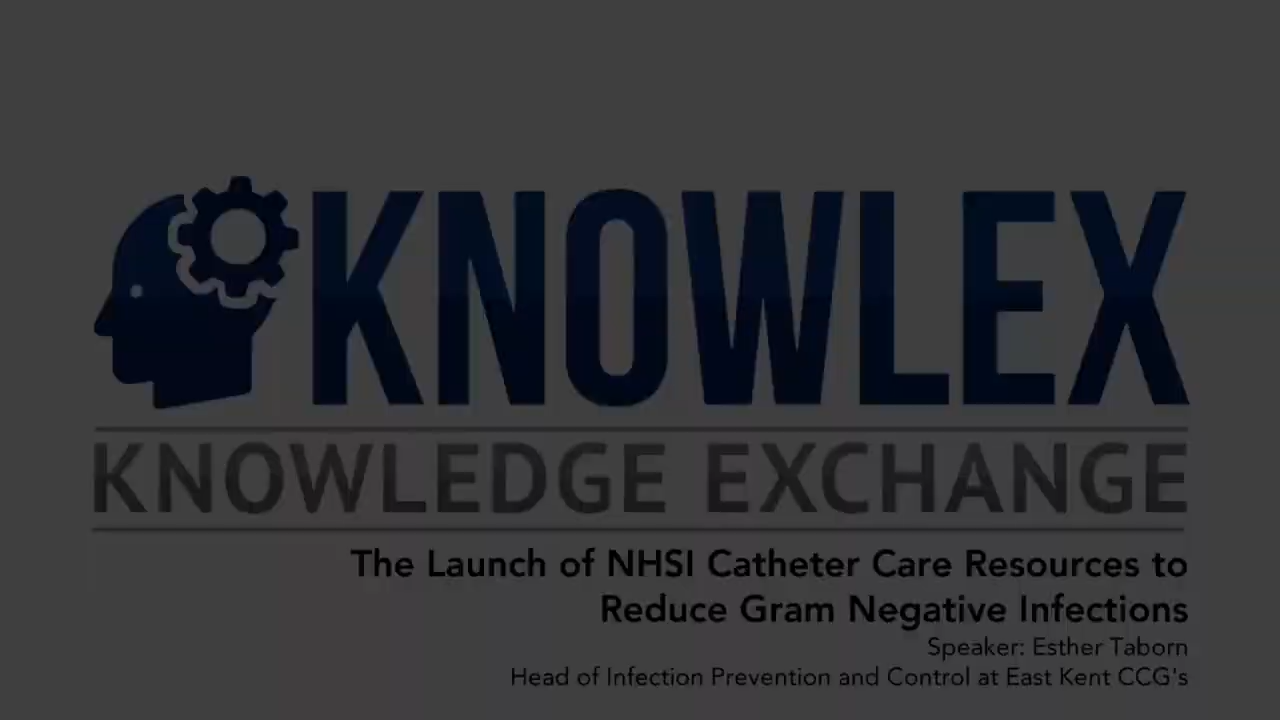 KNOWLEX
KNOWLEDGE EXCHANGE
The Launch of NHSI Catheter Care Resources to
Reduce Gram Negative Infections
Speaker: Esther Taborn
Head of Infection Prevention and Control at East Kent CCG's